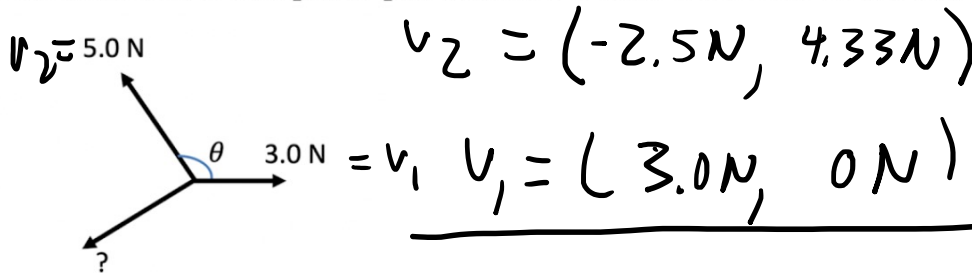 v₂ = 5.0 N
v₂ = (-2.5N, 4.33N)
θ
3.0 N = v₁
v₁ = (3.0N, 0N)
?